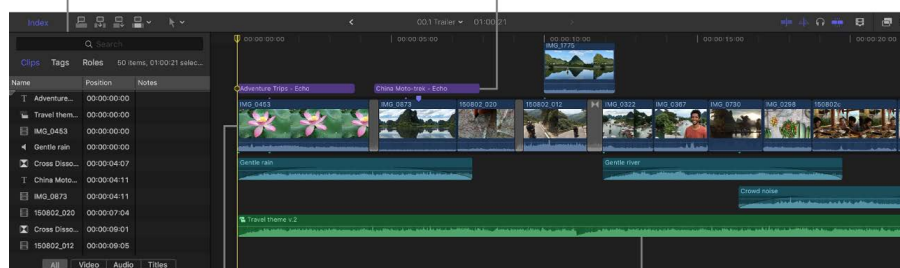 Index
00.1 Trailer 01:00:21
Search
Clips Tags Roles 50 items, 01:00:21 selec...
Name Position Notes
Adventure... 00:00:00:00
Travel them... 00:00:00:00
IMG_0453 00:00:00:00
Gentle rain 00:00:00:00
Cross Disso... 00:00:04:07
China Moto... 00:00:04:11
IMG_0873 00:00:04:11
150802_020 00:00:07:04
Cross Disso... 00:00:09:01
150802_012 00:00:09:05
All Video Audio Titles
00:00:00:00 00:00:05:00 00:00:10:00 00:00:15:00 00:00:20:00
IMG_1775
Adventure Trips - Echo China Moto-trek - Echo
IMG_0453 IMG_0873 150802_020 150802_012 IMG_0322 IMG_0367 IMG_0730 IMG_0298 150802c
Gentle rain Gentle river
Crowd noise
Travel theme v.2